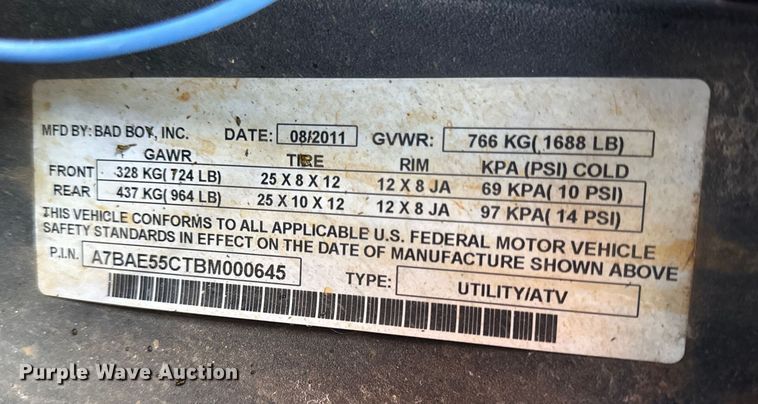 MFD BY: BAD BOY, INC. DATE: 08/2011 GVWR: 766 KG( 1688 LB)
GAWR TIRE RIM KPA (PSI) COLD
FRONT 328 KG( 724 LB) 25 X 8 X 12 12 X 8 JA 69 KPA( 10 PSI)
REAR 437 KG( 964 LB) 25 X 10 X 12 12 X 8 JA 97 KPA( 14 PSI)
THIS VEHICLE CONFORMS TO ALL APPLICABLE U.S. FEDERAL MOTOR VEHICLE
SAFETY STANDARDS IN EFFECT ON THE DATE OF MANUFACTURE SHOWN ABOVE
P.I.N. A7BAE55CTBM000645 TYPE: UTILITY/ATV
Purple Wave Auction